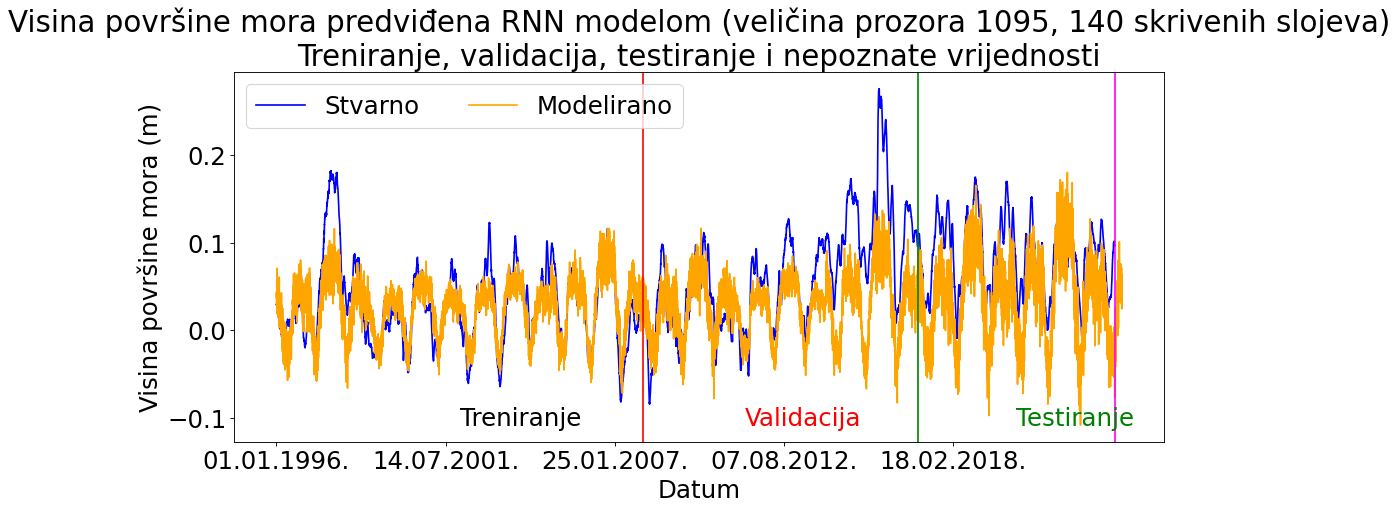 Visina površine mora predviđena RNN modelom (veličina prozora 1095, 140 skrivenih slojeva)
Treniranje, validacija, testiranje i nepoznate vrijednosti
Stvarno Modelirano
Visina površine mora (m)
0.2
0.1
0.0
−0.1
Treniranje Validacija Testiranje
01.01.1996. 14.07.2001. 25.01.2007. 07.08.2012. 18.02.2018.
Datum